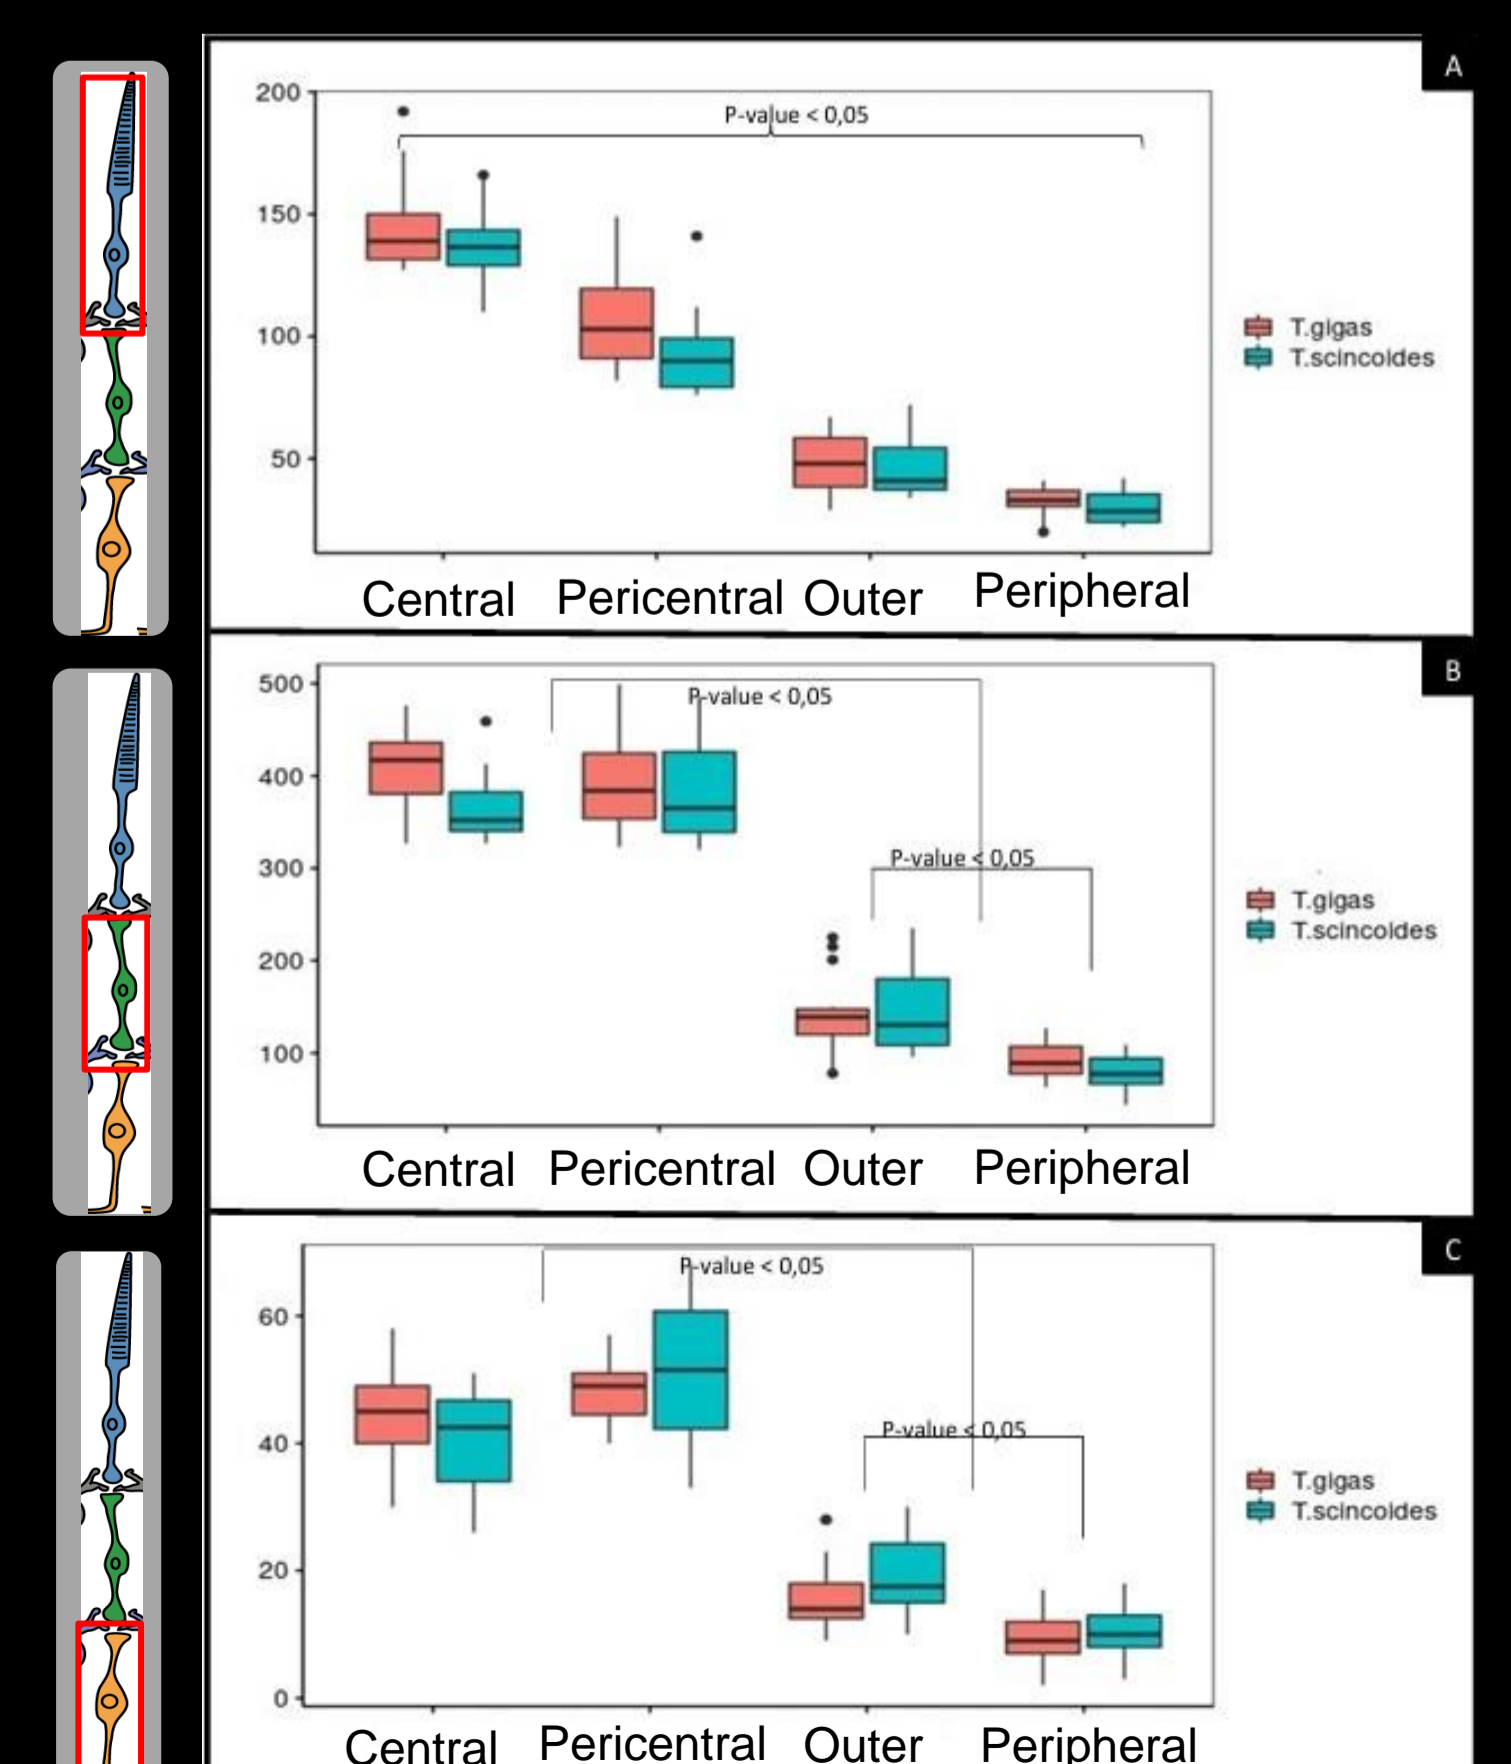 A
200
P-value < 0,05
150
100
T.gigas
T.scincoides
50
Central Pericentral Outer Peripheral
B
500
P-value < 0,05
400
300
P-value < 0,05
T.gigas
T.scincoides
200
100
Central Pericentral Outer Peripheral
C
P-value < 0,05
60
40
P-value < 0,05
T.gigas
T.scincoides
20
0
Central Pericentral Outer Peripheral